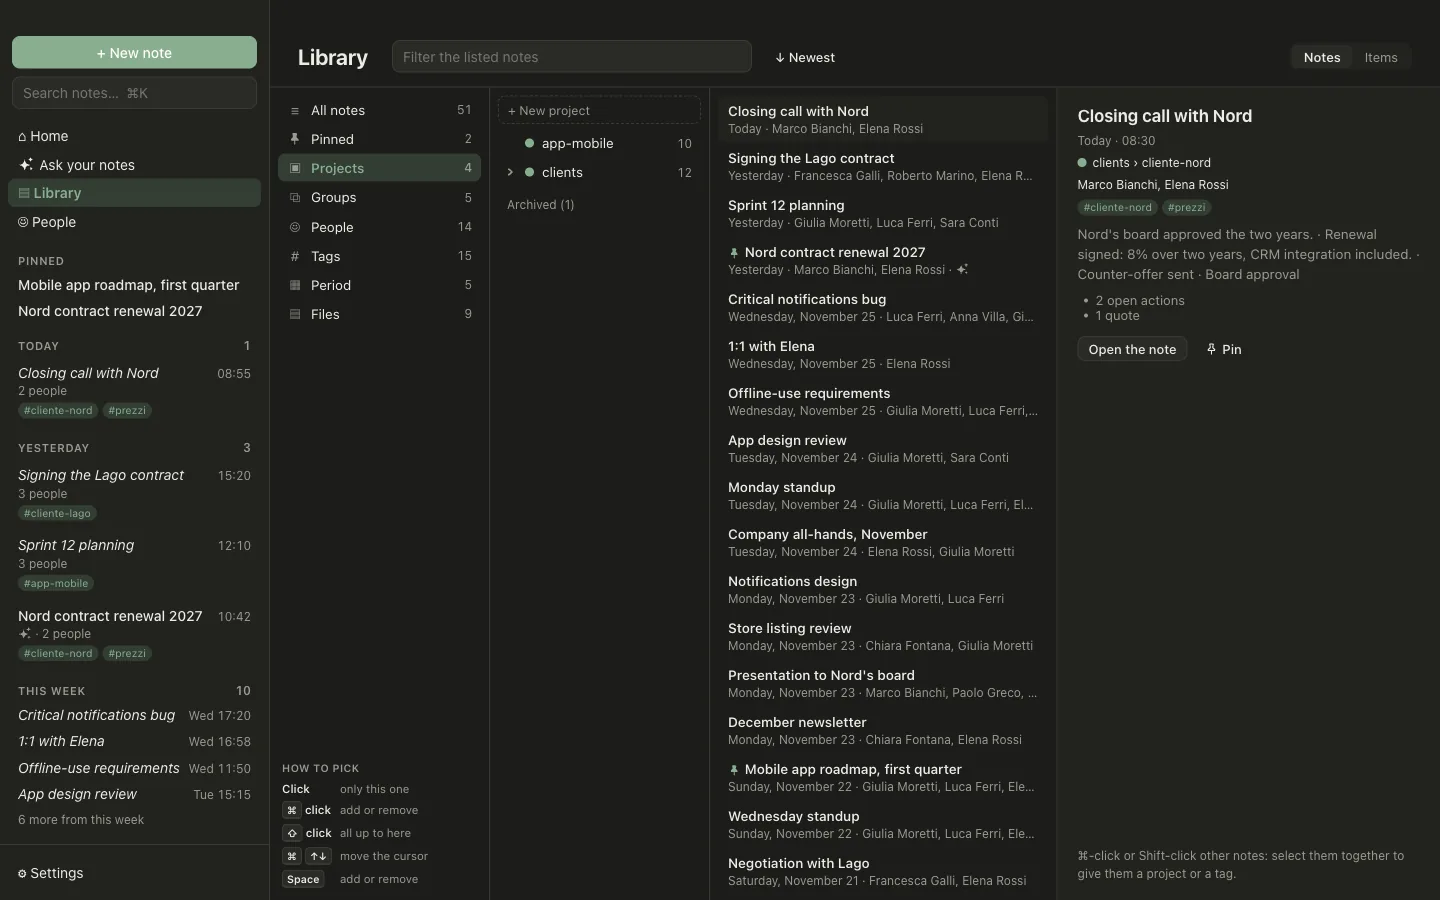 + New note
Search notes... ⌘K
Home
Ask your notes
Library
People
PINNED
Mobile app roadmap, first quarter
Nord contract renewal 2027
TODAY 1
Closing call with Nord 08:55
2 people
#cliente-nord #prezzi
YESTERDAY 3
Signing the Lago contract 15:20
3 people
#cliente-lago
Sprint 12 planning 12:10
3 people
#app-mobile
Nord contract renewal 2027 10:42
· 2 people
#cliente-nord #prezzi
THIS WEEK 10
Critical notifications bug Wed 17:20
1:1 with Elena Wed 16:58
Offline-use requirements Wed 11:50
App design review Tue 15:15
6 more from this week
Settings
Library
Filter the listed notes
↓ Newest
Notes Items
All notes 51
Pinned 2
Projects 4
Groups 5
People 14
# Tags 15
Period 5
Files 9
HOW TO PICK
Click only this one
⌘ click add or remove
⇧ click all up to here
⌘ ↑↓ move the cursor
Space add or remove
+ New project
app-mobile 10
› clients 12
Archived (1)
Closing call with Nord
Today · Marco Bianchi, Elena Rossi
Signing the Lago contract
Yesterday · Francesca Galli, Roberto Marino, Elena R...
Sprint 12 planning
Yesterday · Giulia Moretti, Luca Ferri, Sara Conti
Nord contract renewal 2027
Yesterday · Marco Bianchi, Elena Rossi ·
Critical notifications bug
Wednesday, November 25 · Luca Ferri, Anna Villa, Gi...
1:1 with Elena
Wednesday, November 25 · Elena Rossi
Offline-use requirements
Wednesday, November 25 · Giulia Moretti, Luca Ferri,...
App design review
Tuesday, November 24 · Giulia Moretti, Sara Conti
Monday standup
Tuesday, November 24 · Giulia Moretti, Luca Ferri, El...
Company all-hands, November
Tuesday, November 24 · Elena Rossi, Giulia Moretti
Notifications design
Monday, November 23 · Giulia Moretti, Luca Ferri
Store listing review
Monday, November 23 · Chiara Fontana, Giulia Moretti
Presentation to Nord's board
Monday, November 23 · Marco Bianchi, Paolo Greco, ...
December newsletter
Monday, November 23 · Chiara Fontana, Elena Rossi
Mobile app roadmap, first quarter
Sunday, November 22 · Giulia Moretti, Luca Ferri, Ele...
Wednesday standup
Sunday, November 22 · Giulia Moretti, Luca Ferri, Ele...
Negotiation with Lago
Saturday, November 21 · Francesca Galli, Elena Rossi
Closing call with Nord
Today · 08:30
clients › cliente-nord
Marco Bianchi, Elena Rossi
#cliente-nord #prezzi
Nord's board approved the two years. · Renewal
signed: 8% over two years, CRM integration included. ·
Counter-offer sent · Board approval
• 2 open actions
• 1 quote
Open the note Pin
⌘-click or Shift-click other notes: select them together to
give them a project or a tag.